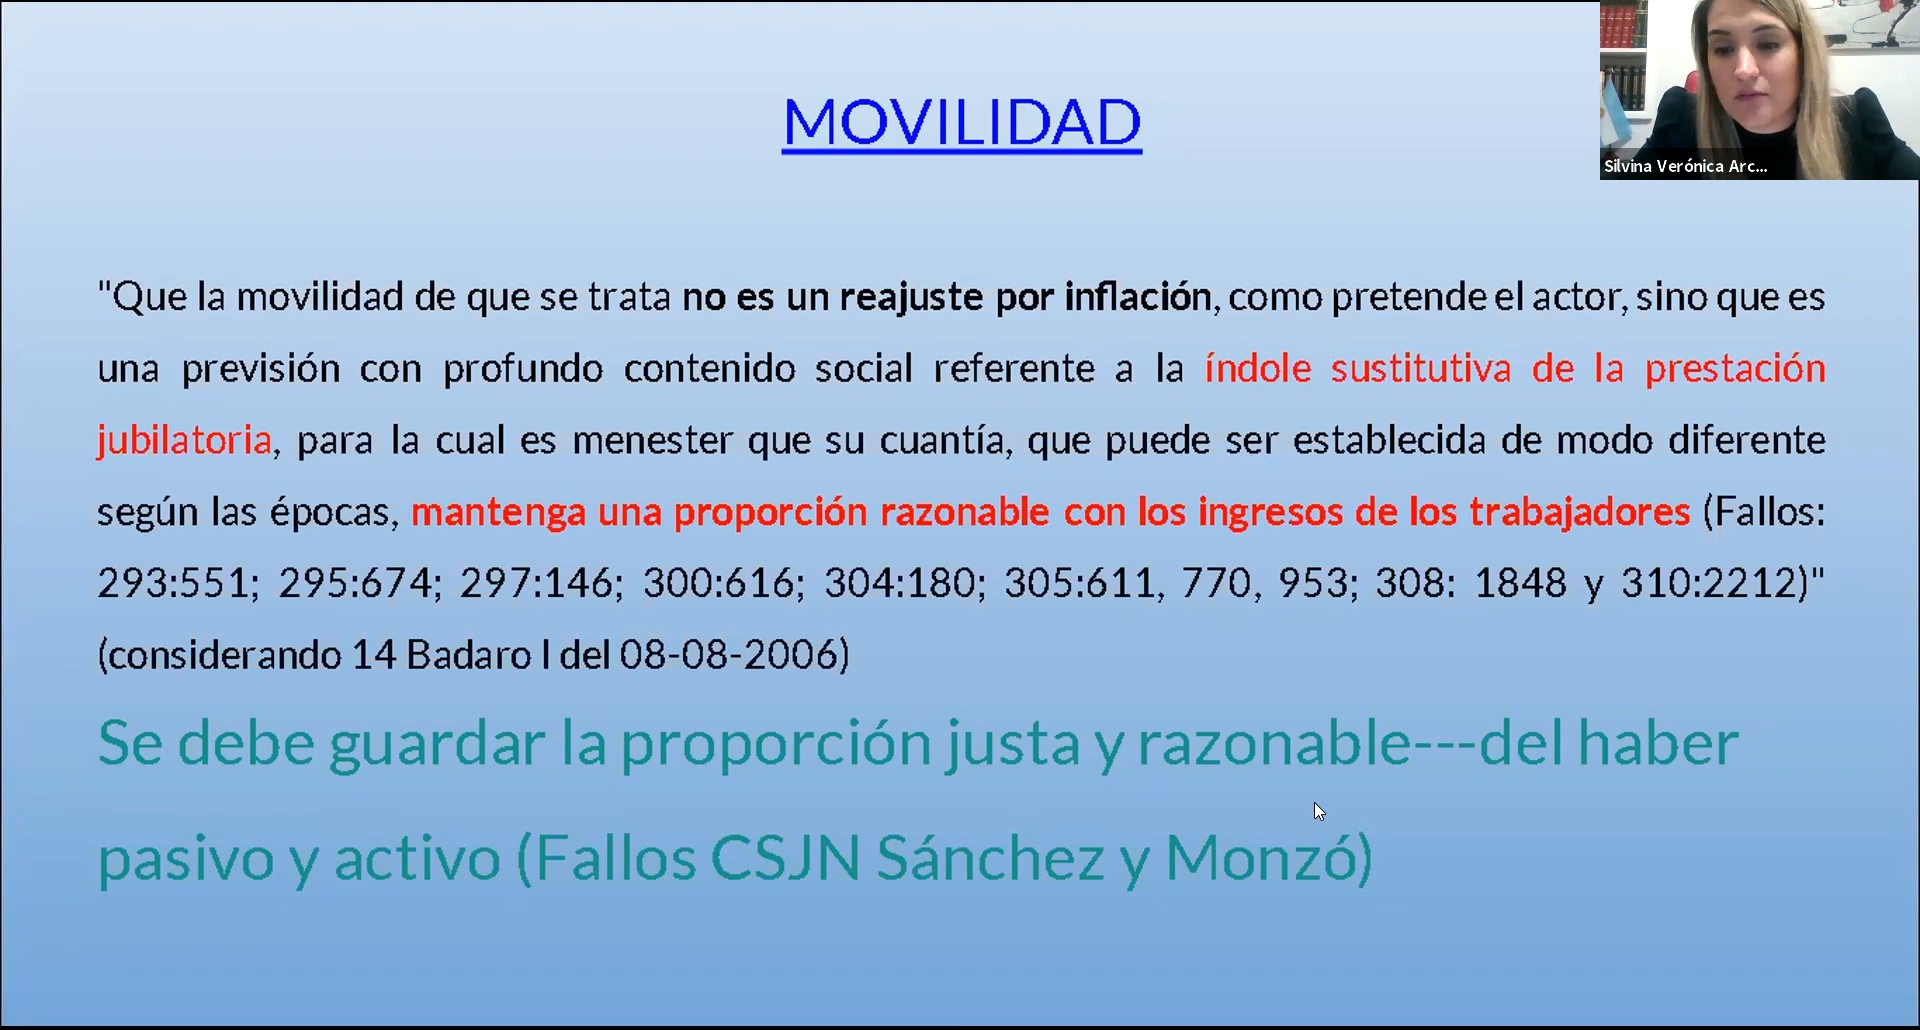 MOVILIDAD
Silvina Verónica Arc...
"Que la movilidad de que se trata no es un reajuste por inflación, como pretende el actor, sino que es
una previsión con profundo contenido social referente a la índole sustitutiva de la prestación
jubilatoria, para la cual es menester que su cuantía, que puede ser establecida de modo diferente
según las épocas, mantenga una proporción razonable con los ingresos de los trabajadores (Fallos:
293:551; 295:674; 297:146; 300:616; 304:180; 305:611, 770, 953; 308: 1848 y 310:2212)"
(considerando 14 Badaro I del 08-08-2006)
Se debe guardar la proporción justa y razonable---del haber
pasivo y activo (Fallos CSJN Sánchez y Monzó)